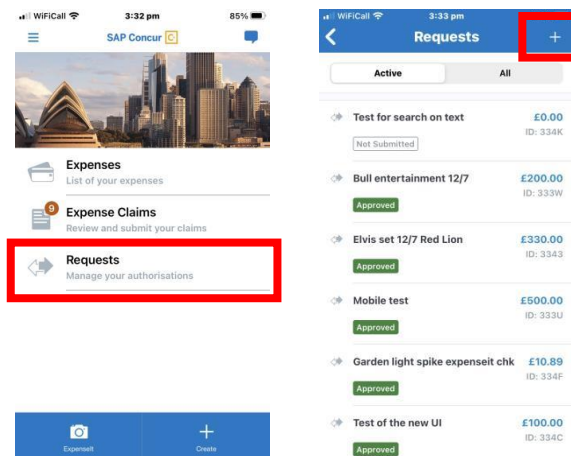 WiFiCall 3:32 pm 85%
SAP Concur C
Expenses
List of your expenses
9
Expense Claims
Review and submit your claims
Requests
Manage your authorisations
ExpenseIt Create
WiFiCall 3:33 pm
Requests
Active All
Test for search on text £0.00
ID: 334K
Not Submitted
Bull entertainment 12/7 £200.00
ID: 333W
Approved
Elvis set 12/7 Red Lion £330.00
ID: 3343
Approved
Mobile test £500.00
ID: 333U
Approved
Garden light spike expenseit chk £10.89
ID: 334F
Approved
Test of the new UI £100.00
ID: 334C
Approved